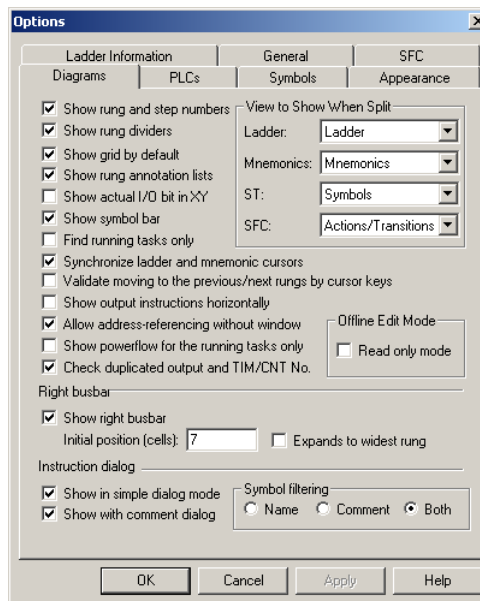 Options
Ladder Information General SFC
Diagrams PLCs Symbols Appearance
Show rung and step numbers
Show rung dividers
Show grid by default
Show rung annotation lists
Show actual I/O bit in XY
Show symbol bar
Find running tasks only
View to Show When Split
Ladder: Ladder
Mnemonics: Mnemonics
ST: Symbols
SFC: Actions/Transitions
Synchronize ladder and mnemonic cursors
Validate moving to the previous/next rungs by cursor keys
Show output instructions horizontally
Allow address-referencing without window
Show powerflow for the running tasks only
Check duplicated output and TIM/CNT No.
Offline Edit Mode
Read only mode
Right busbar
Show right busbar
Initial position (cells): 7 Expands to widest rung
Instruction dialog
Show in simple dialog mode
Show with comment dialog
Symbol filtering
Name Comment Both
OK Cancel Apply Help